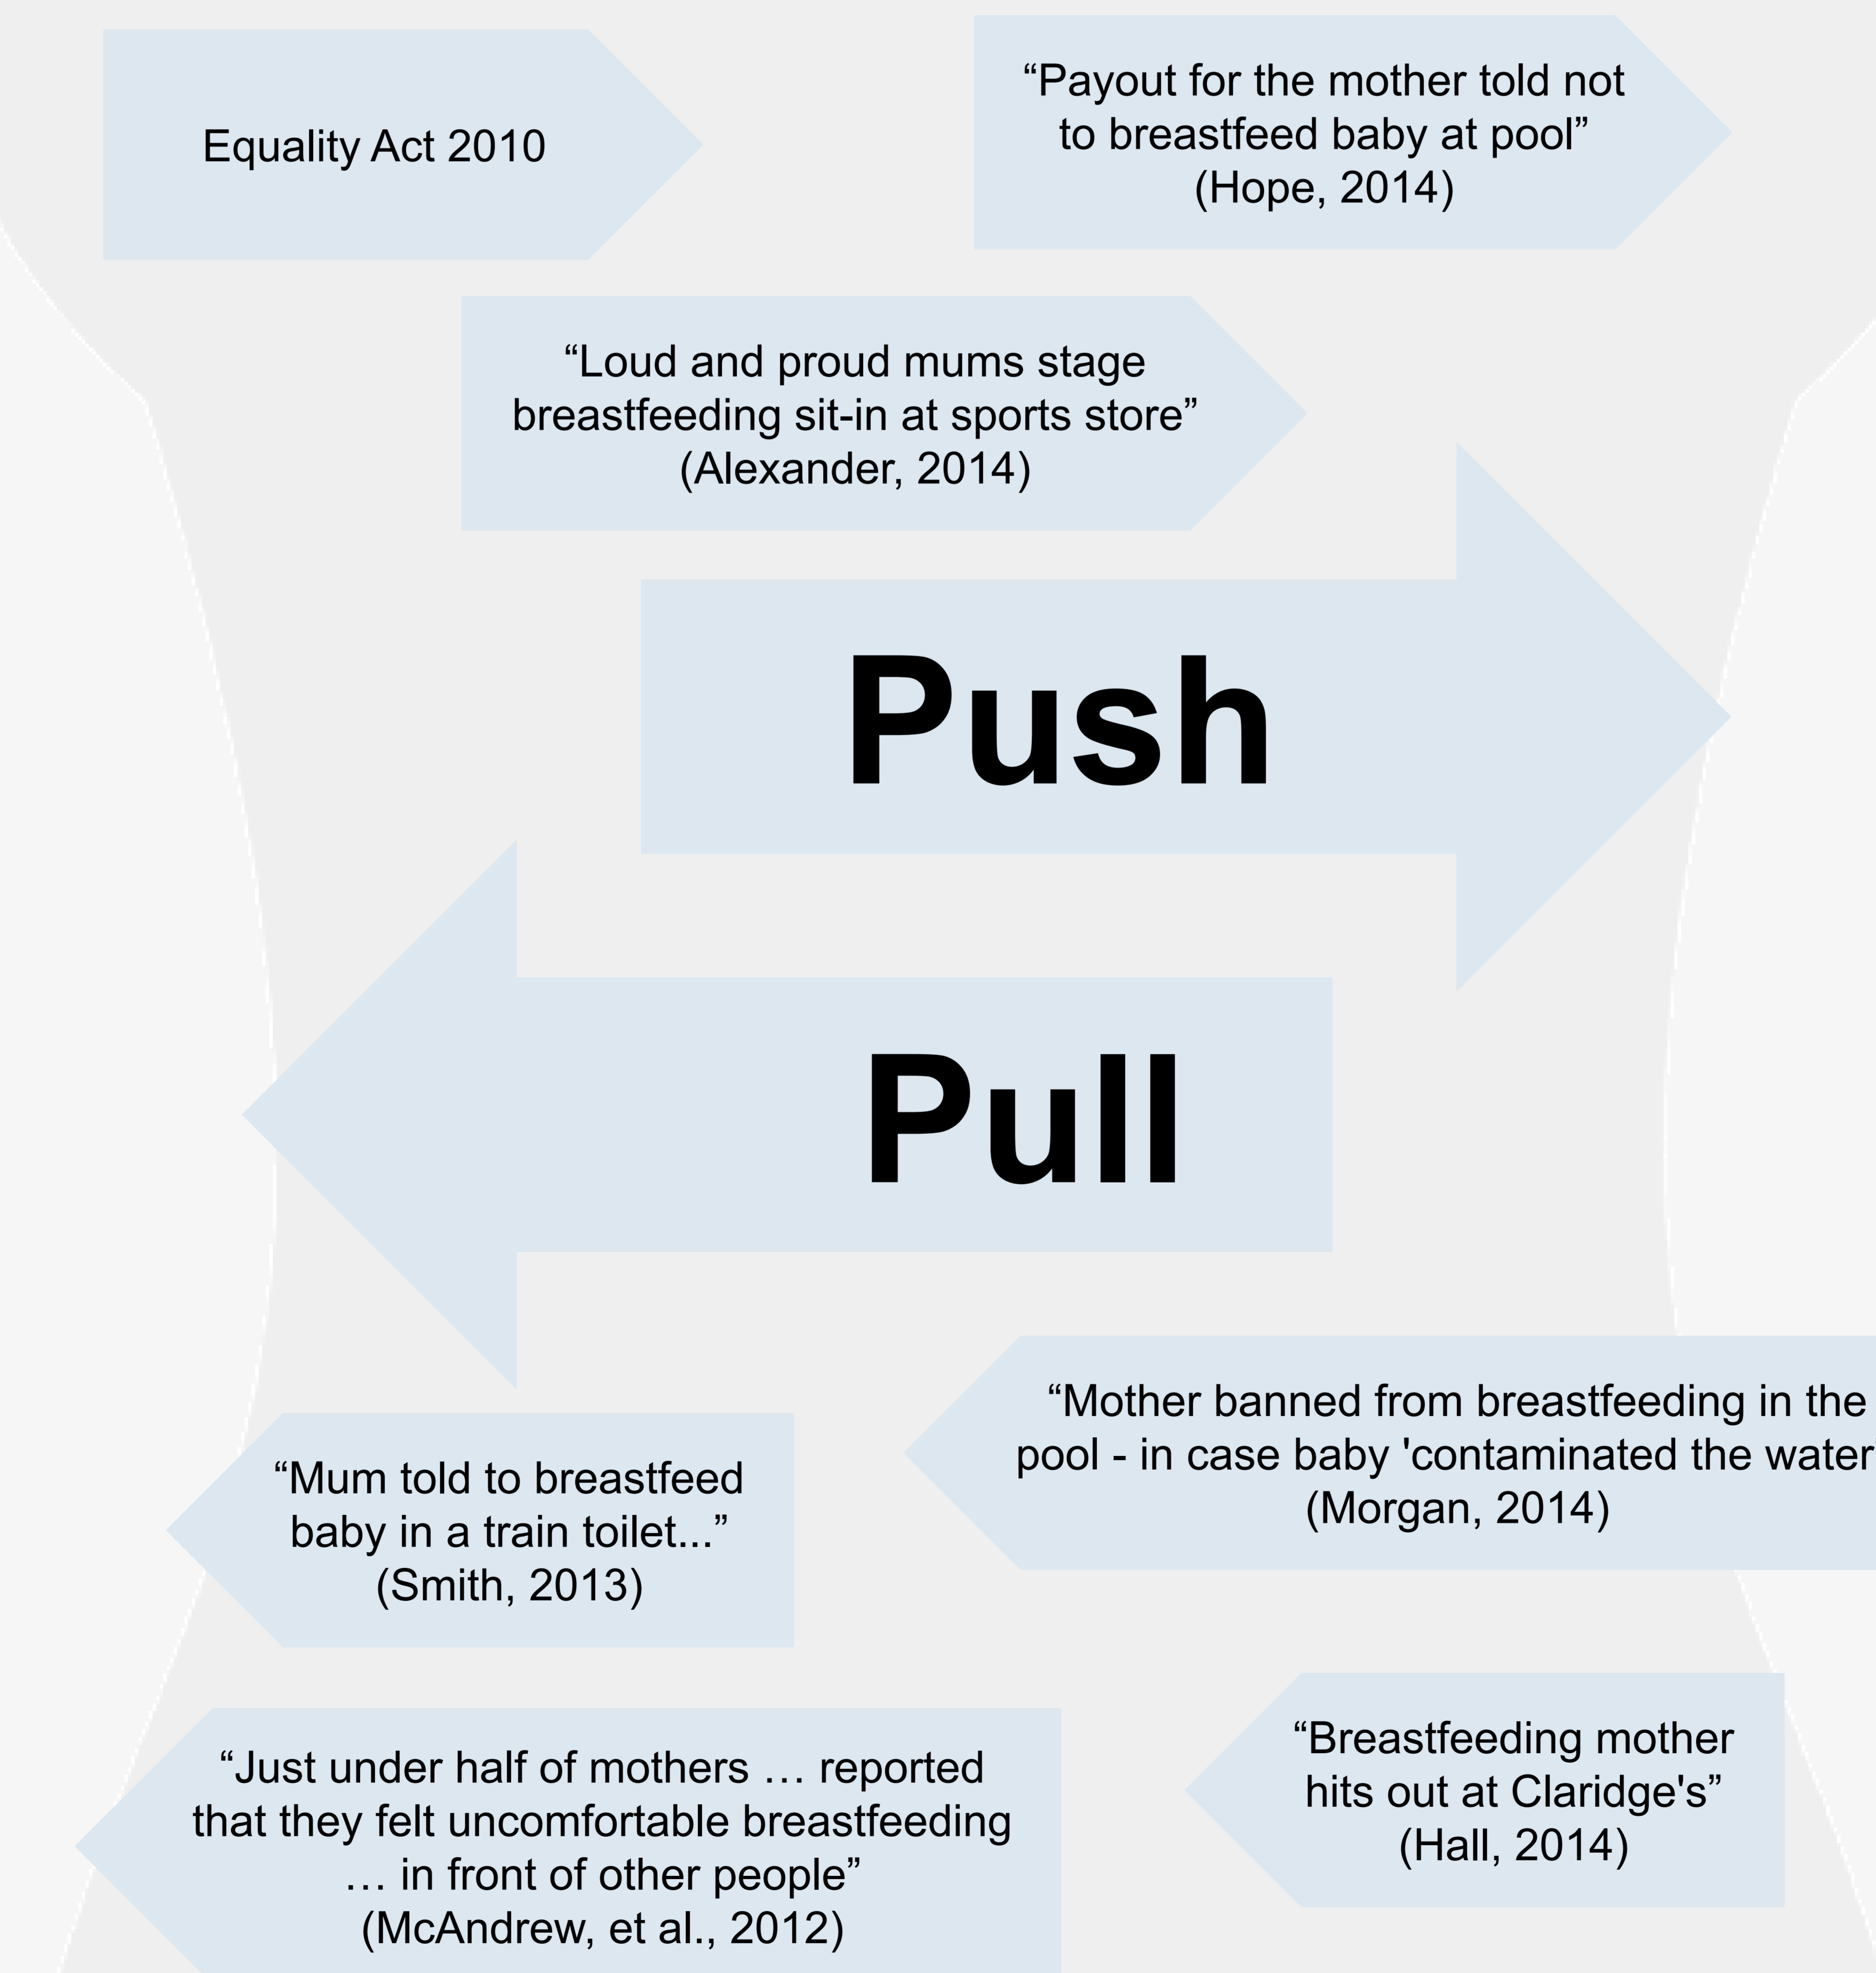 Equality Act 2010
“Payout for the mother told not
to breastfeed baby at pool”
(Hope, 2014)
“Loud and proud mums stage
breastfeeding sit-in at sports store”
(Alexander, 2014)
Push
Pull
“Mother banned from breastfeeding in the
pool - in case baby 'contaminated the water'
(Morgan, 2014)
“Mum told to breastfeed
baby in a train toilet...”
(Smith, 2013)
“Breastfeeding mother
hits out at Claridge's”
(Hall, 2014)
“Just under half of mothers … reported
that they felt uncomfortable breastfeeding
… in front of other people”
(McAndrew, et al., 2012)